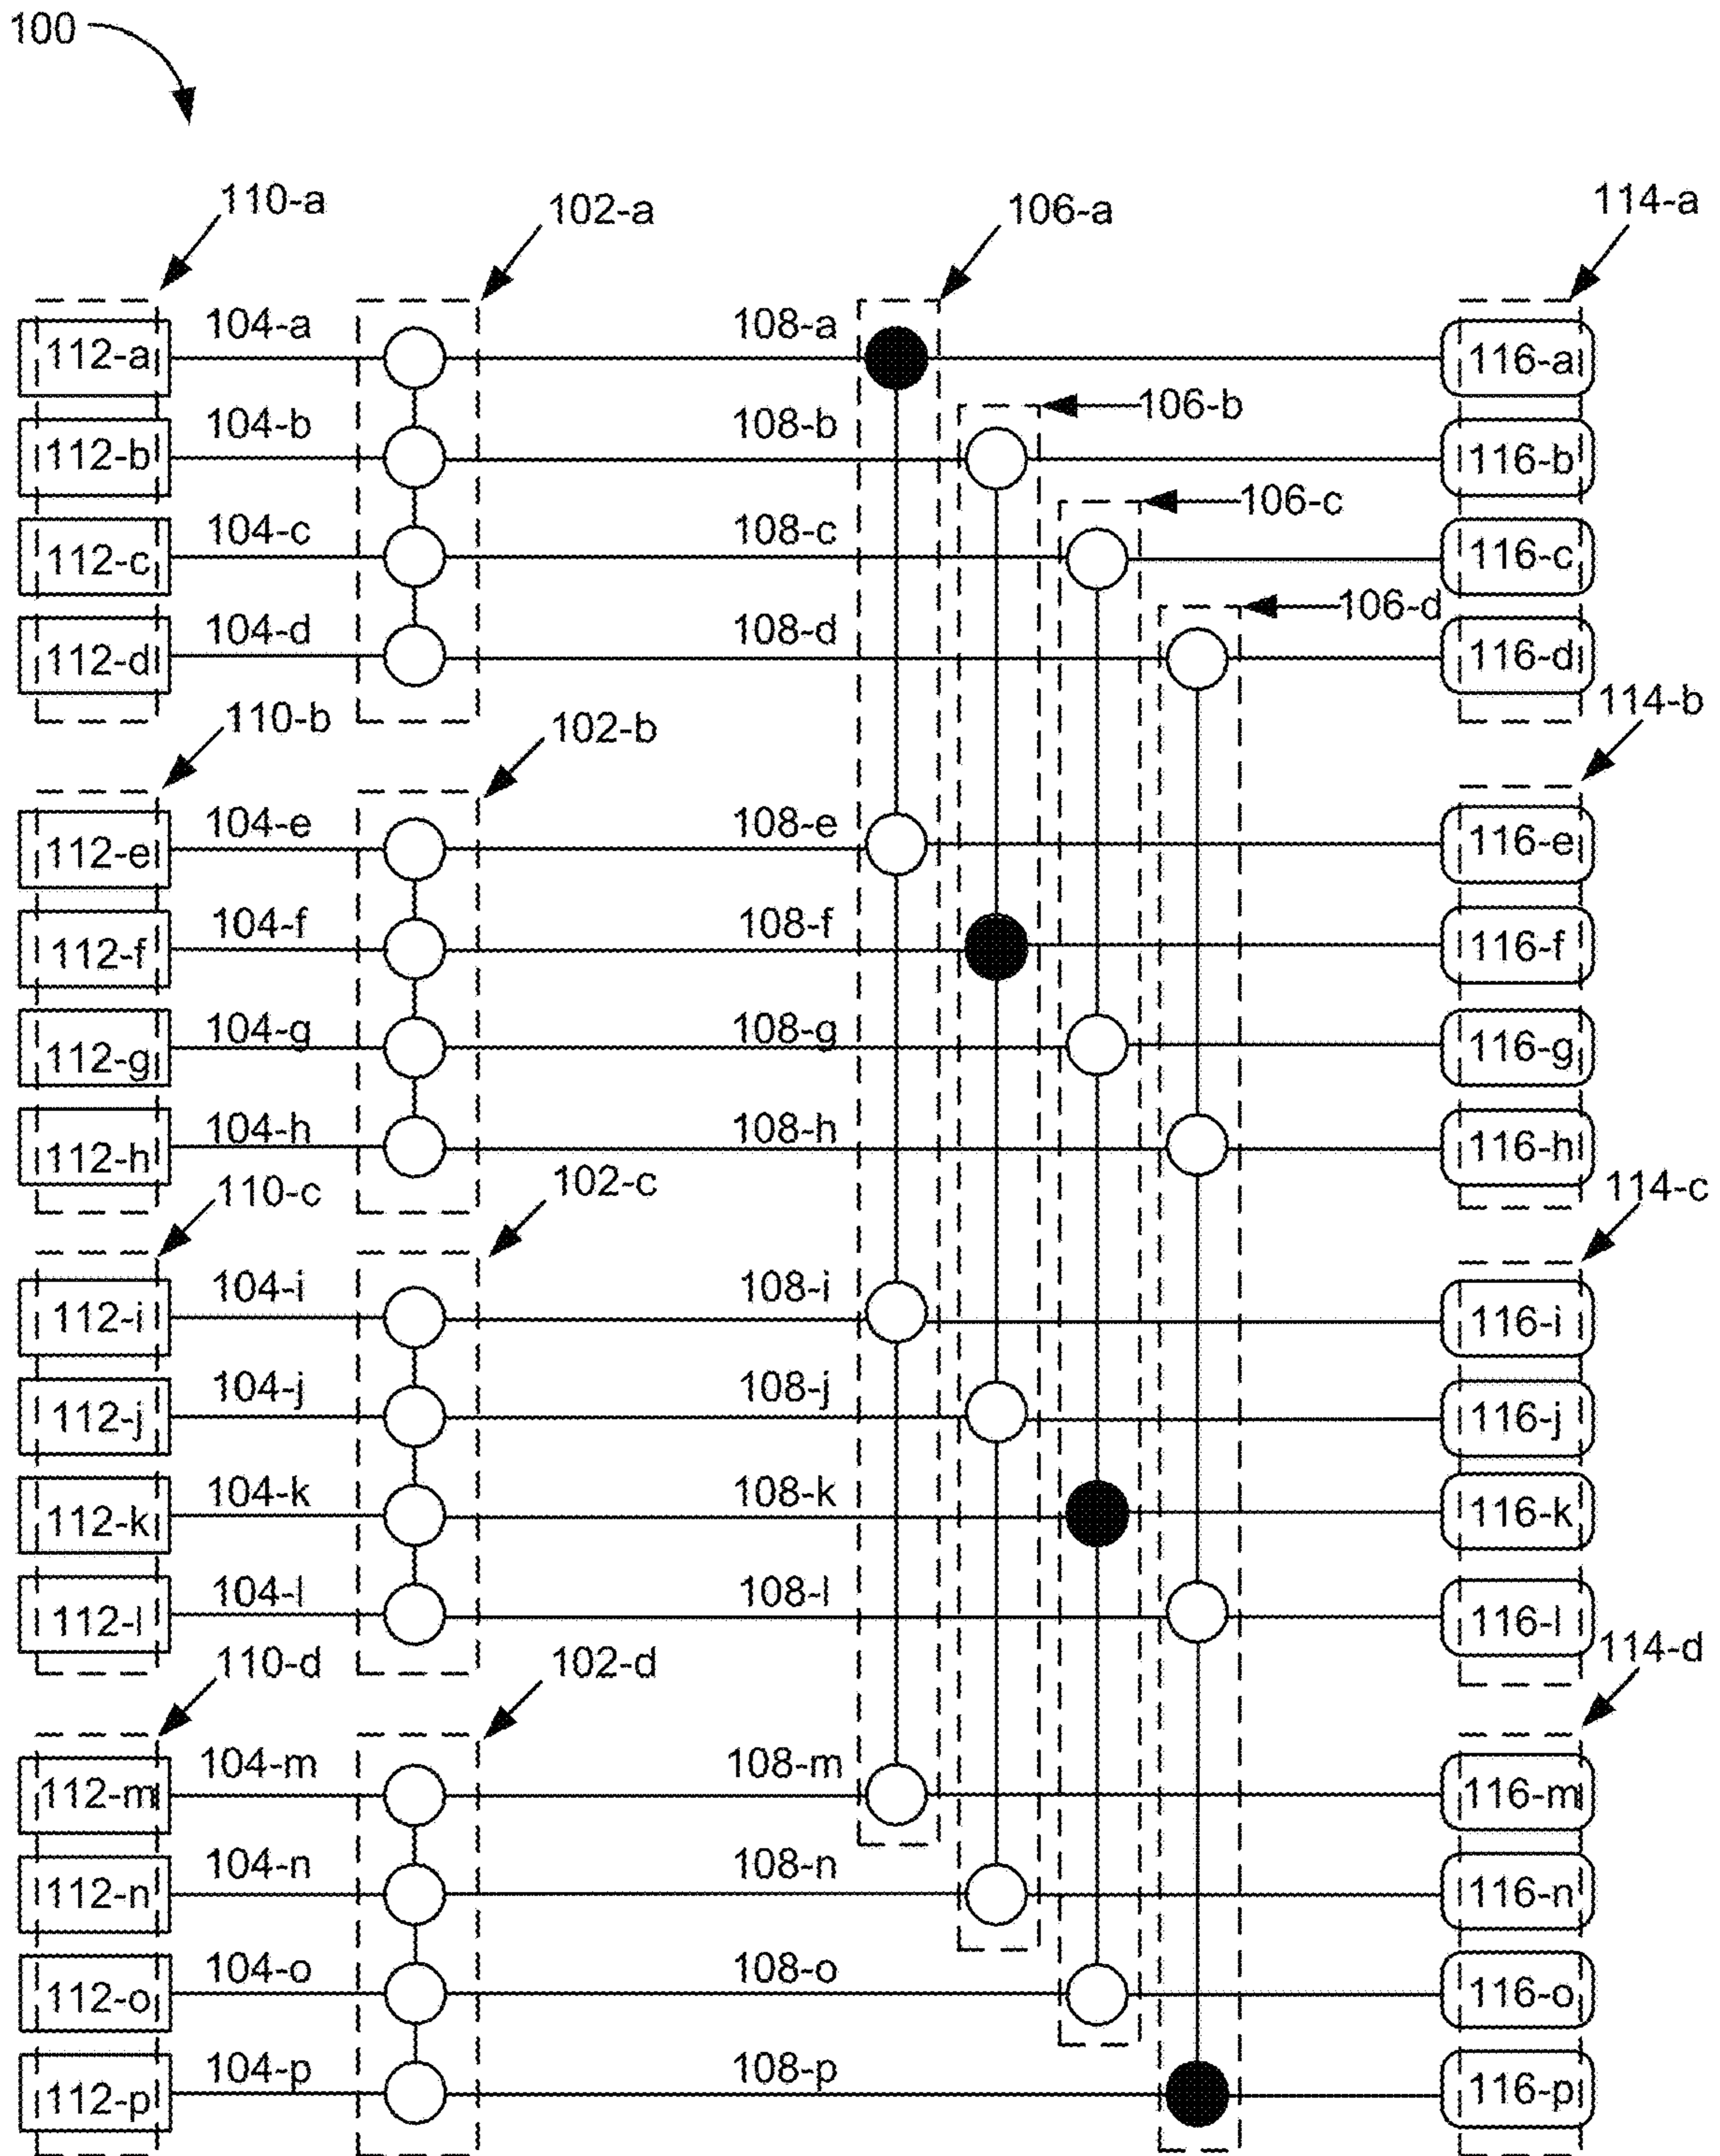 100
110-a 102-a 106-a 114-a
112-a 104-a 108-a 116-a
106-b
112-b 104-b 108-b 116-b
106-c
112-c 104-c 108-c 116-c
106-d
112-d 104-d 108-d 116-d
110-b 102-b 114-b
112-e 104-e 108-e 116-e
112-f 104-f 108-f 116-f
112-g 104-g 108-g 116-g
112-h 104-h 108-h 116-h
110-c 102-c 114-c
112-i 104-i 108-i 116-i
112-j 104-j 108-j 116-j
112-k 104-k 108-k 116-k
112-l 104-l 108-l 116-l
110-d 102-d 114-d
112-m 104-m 108-m 116-m
112-n 104-n 108-n 116-n
112-o 104-o 108-o 116-o
112-p 104-p 108-p 116-p